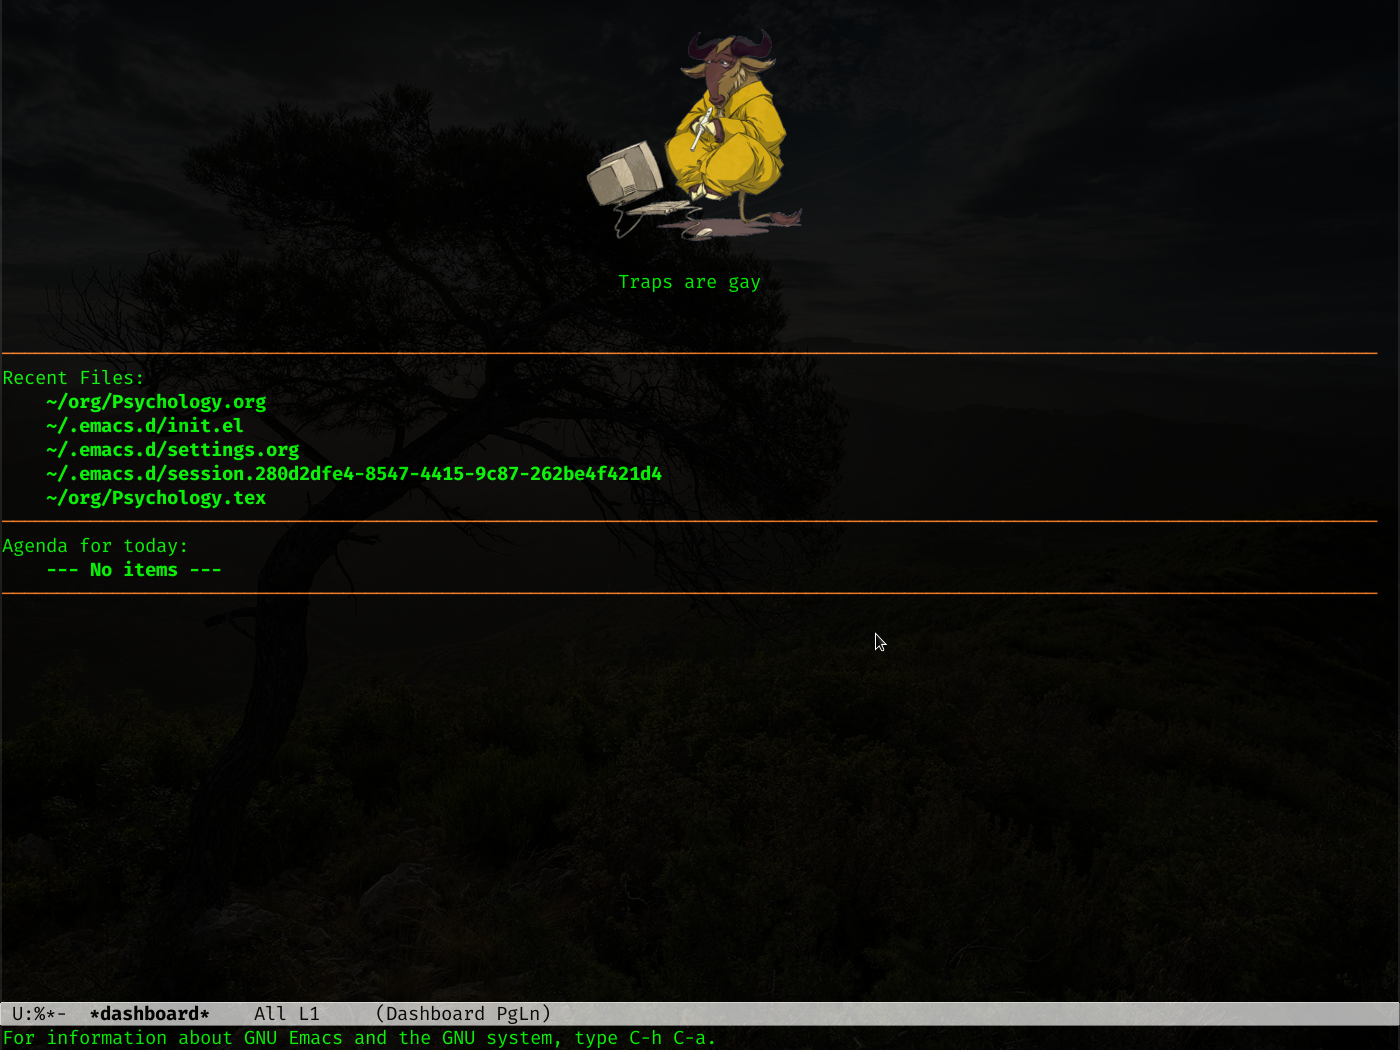 Traps are gay
Recent Files:
~/org/Psychology.org
~/.emacs.d/init.el
~/.emacs.d/settings.org
~/.emacs.d/session.280d2dfe4-8547-4415-9c87-262be4f421d4
~/org/Psychology.tex
Agenda for today:
--- No items ---
U:%*-  *dashboard*    All L1     (Dashboard PgLn)
For information about GNU Emacs and the GNU system, type C-h C-a.